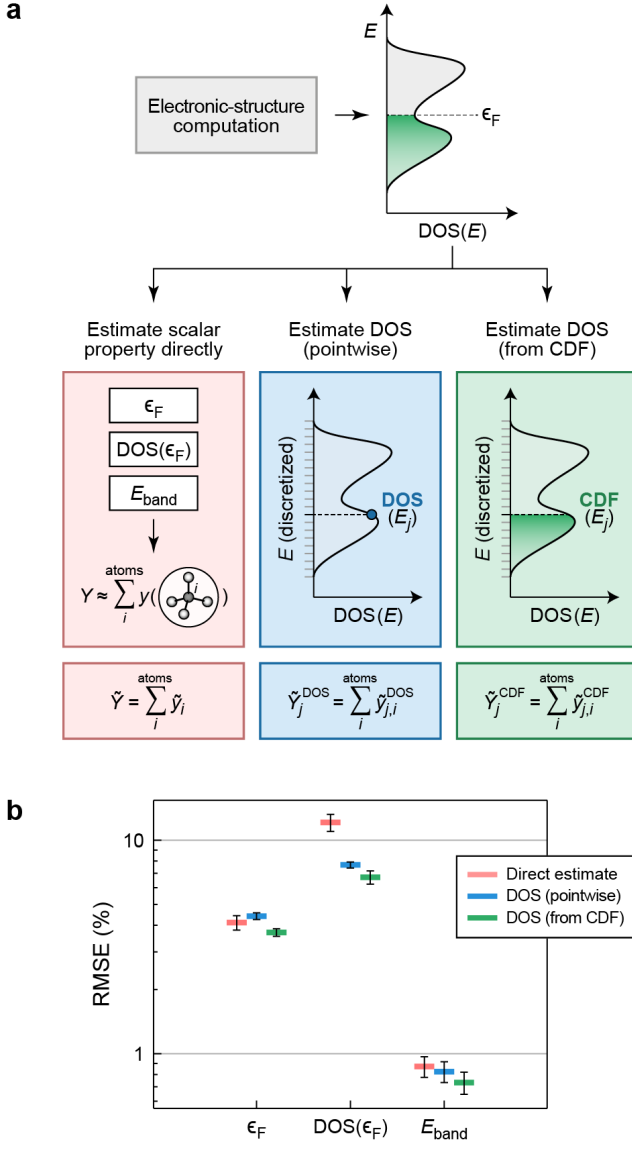 a
E
Electronic-structure
computation
ϵF
DOS(E)
Estimate scalar
property directly
Estimate DOS
(pointwise)
Estimate DOS
(from CDF)
ϵF
DOS(ϵF)
Eband
Y ≈ atoms∑i y( i )
E (discretized)
DOS
(Ej)
DOS(E)
E (discretized)
CDF
(Ej)
DOS(E)
Ỹ = atoms∑i ỹi
ỸjDOS = atoms∑i ỹj,iDOS
ỸjCDF = atoms∑i ỹj,iCDF
b
RMSE (%)
10
1
Direct estimate
DOS (pointwise)
DOS (from CDF)
ϵF
DOS(ϵF)
Eband